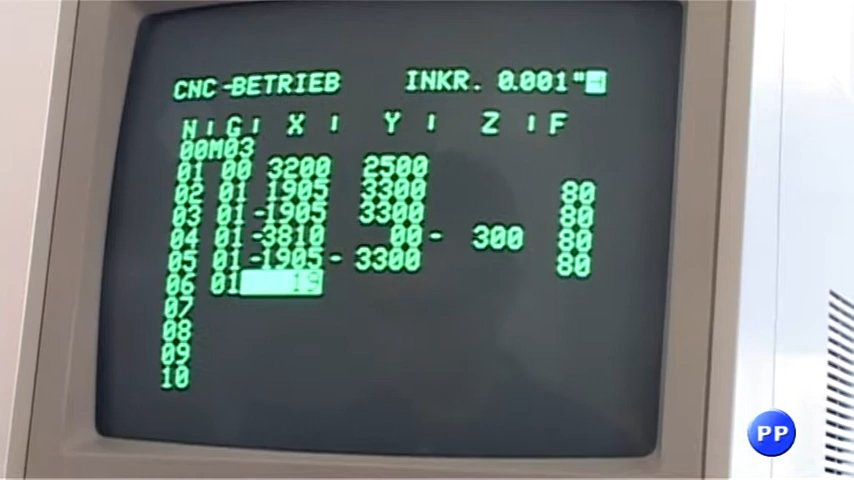 CNC-BETRIEB INKR. 0.001"H
N| G| X | Y | Z | F
00M03
01 00 3200 2500
02 01 1905 3300 80
03 01-1905 3300 80
04 01-3810 00- 300 80
05 01-1905- 3300 80
06 01 19
07
08
09
10
PP